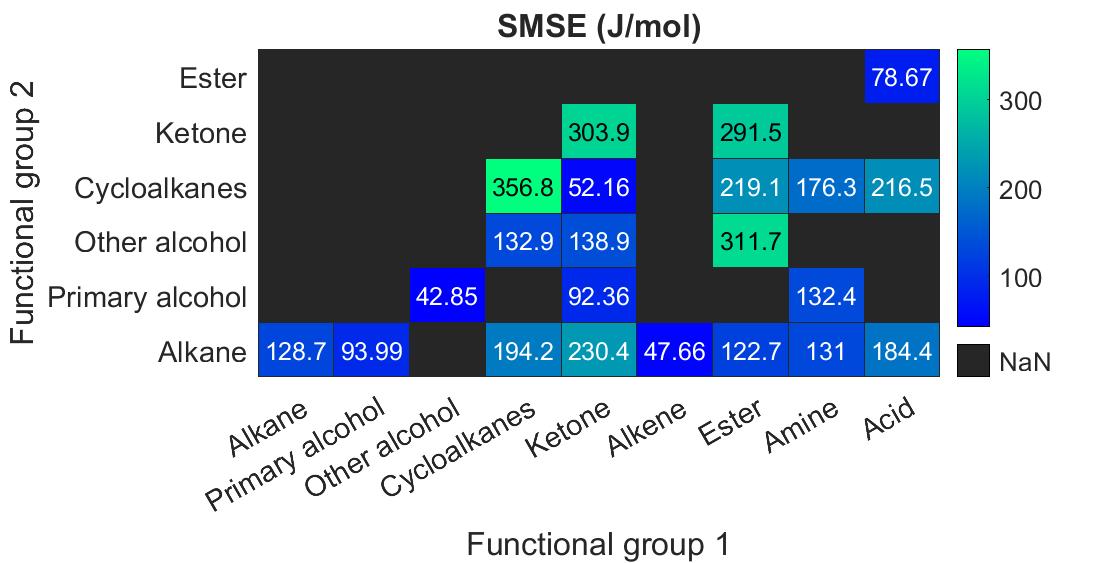 SMSE (J/mol)
Functional group 2
Ester 78.67
Ketone 303.9 291.5
Cycloalkanes 356.8 52.16 219.1 176.3 216.5
Other alcohol 132.9 138.9 311.7
Primary alcohol 42.85 92.36 132.4
Alkane 128.7 93.99 194.2 230.4 47.66 122.7 131 184.4
Alkane Primary alcohol Other alcohol Cycloalkanes Ketone Alkene Ester Amine Acid
Functional group 1
300
200
100
NaN